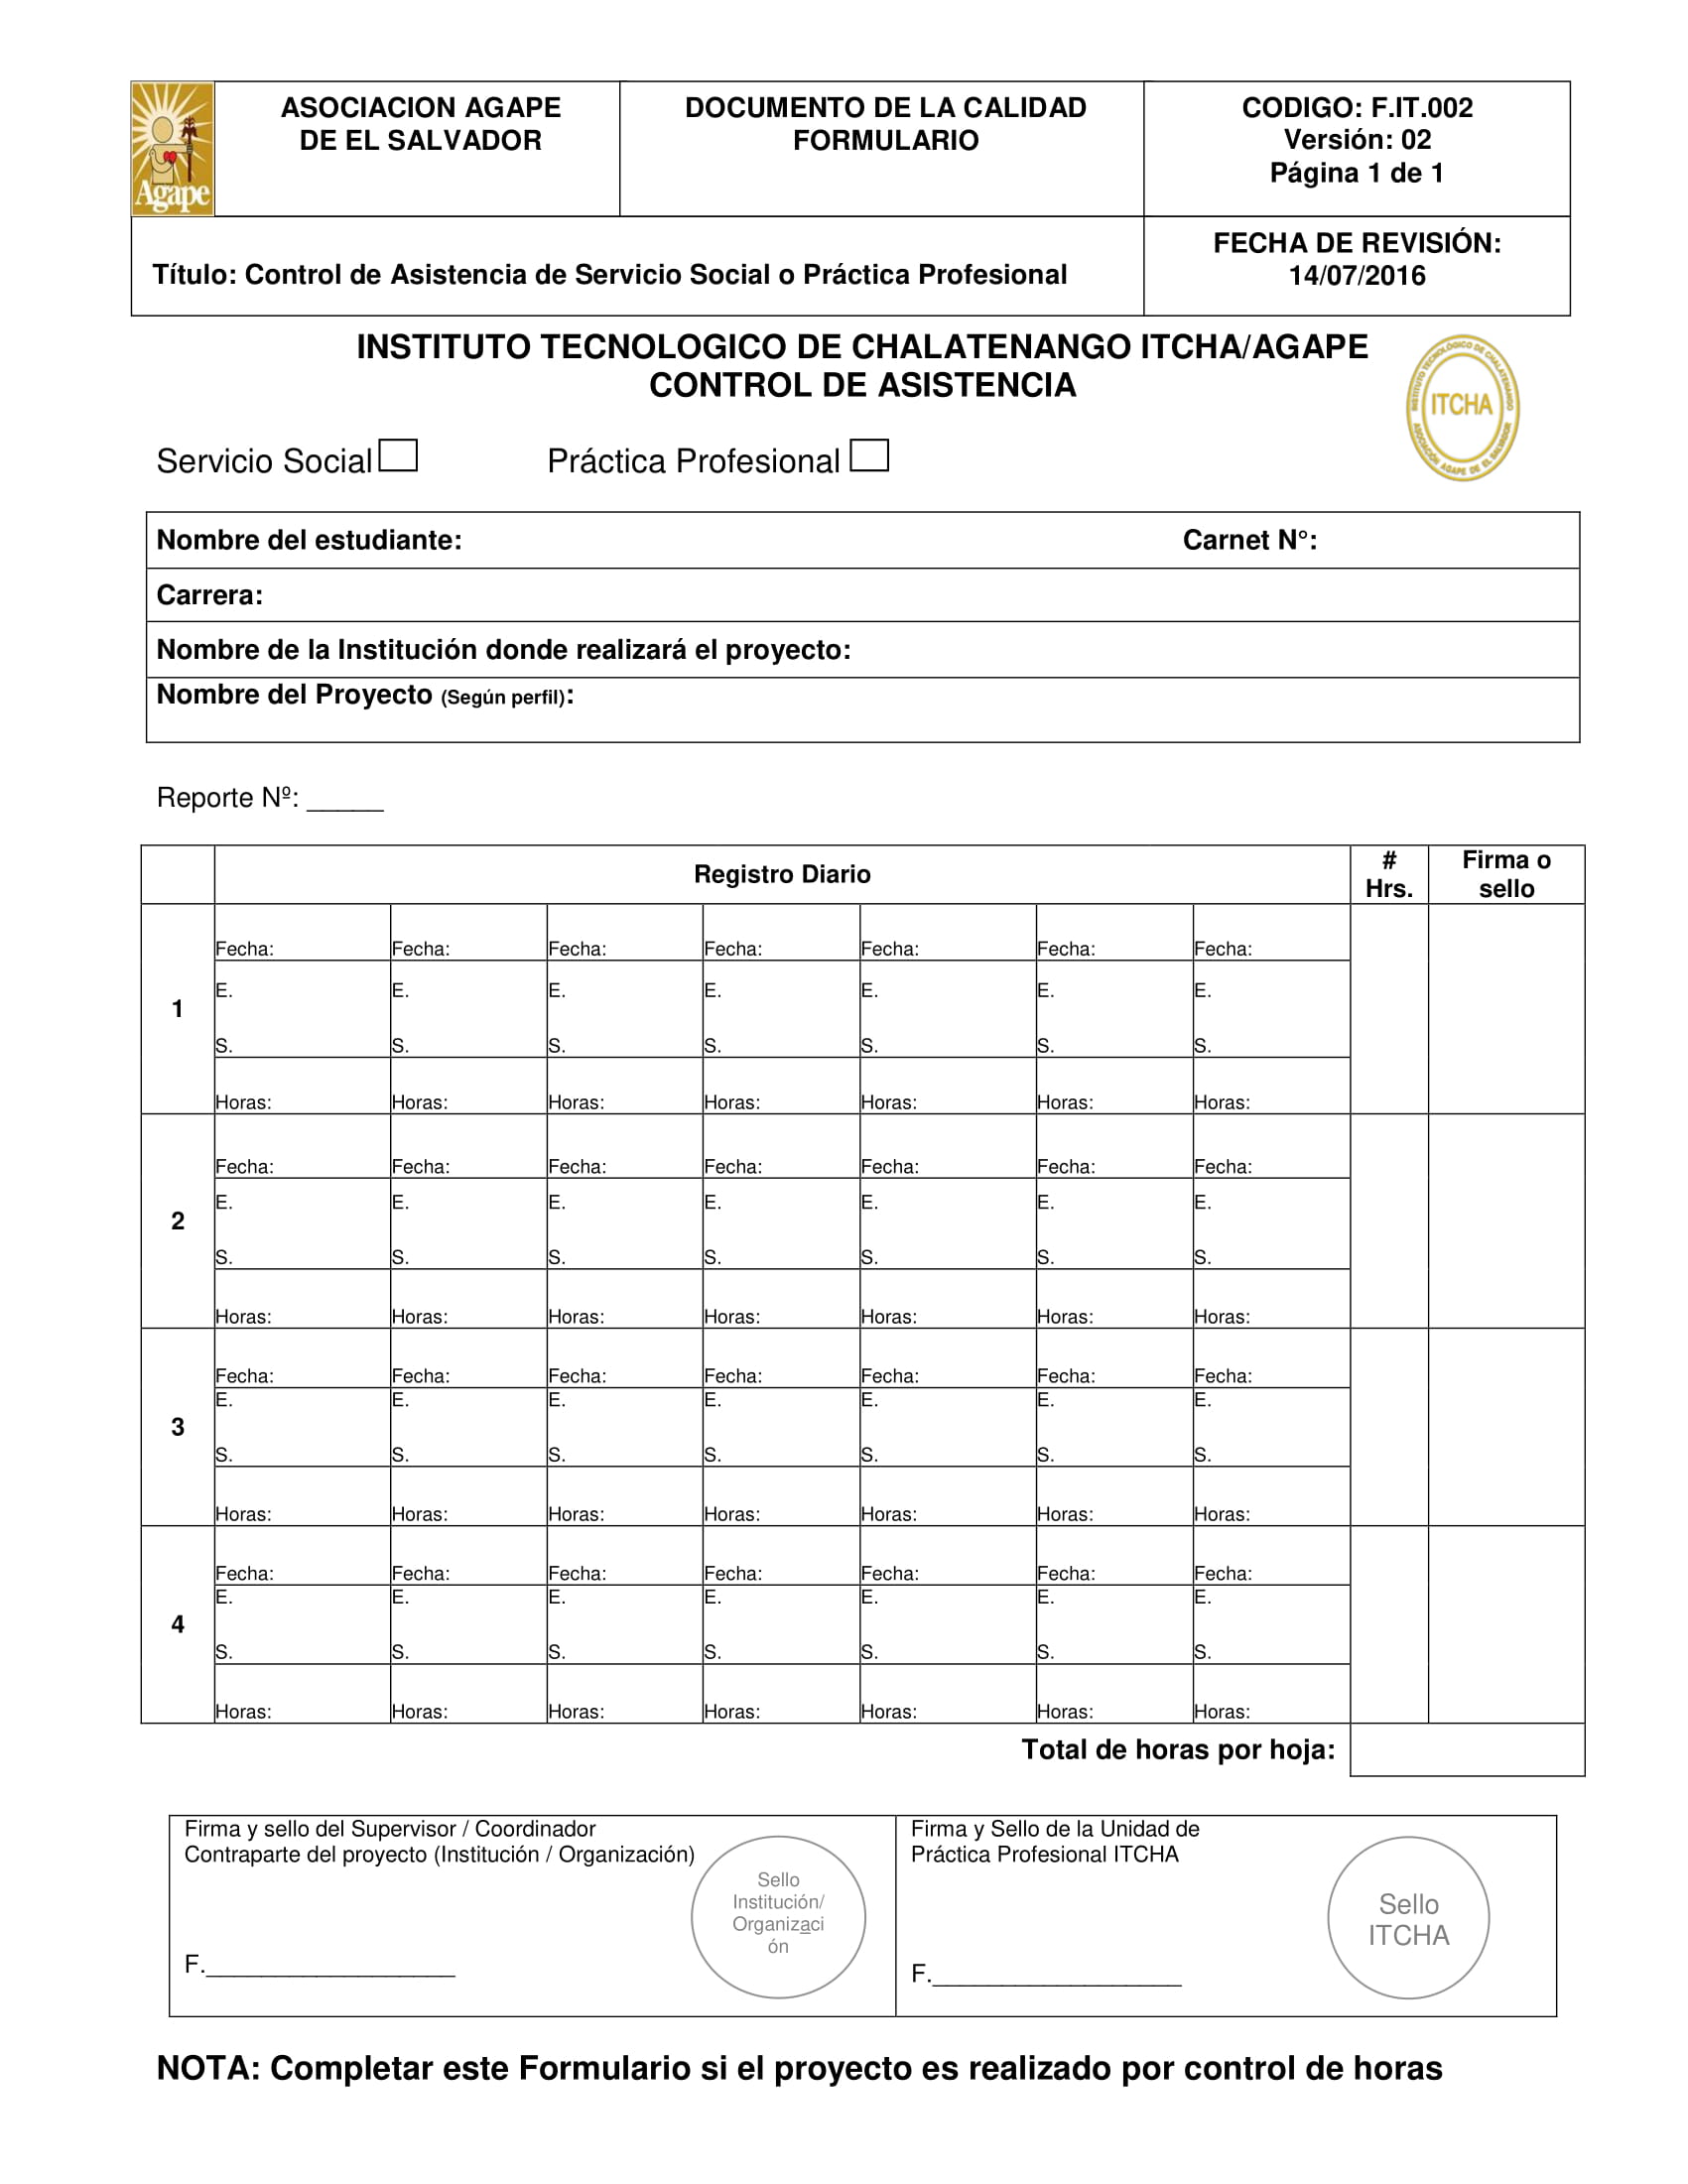 Agape
ASOCIACION AGAPE
DE EL SALVADOR
DOCUMENTO DE LA CALIDAD
FORMULARIO
CODIGO: F.IT.002
Versión: 02
Página 1 de 1
Título: Control de Asistencia de Servicio Social o Práctica Profesional
FECHA DE REVISIÓN:
14/07/2016
INSTITUTO TECNOLOGICO DE CHALATENANGO ITCHA/AGAPE
CONTROL DE ASISTENCIA
INSTITUTO TECNOLÓGICO DE CHALATENANGO
ITCHA
ASOCIACIÓN AGAPE DE EL SALVADOR
Servicio Social Práctica Profesional
Nombre del estudiante: Carnet N°:
Carrera:
Nombre de la Institución donde realizará el proyecto:
Nombre del Proyecto (Según perfil):
Reporte Nº: _____
Registro Diario
#
Hrs.
Firma o
sello
1
Fecha: Fecha: Fecha: Fecha: Fecha: Fecha: Fecha:
E. E. E. E. E. E. E.
S. S. S. S. S. S. S.
Horas: Horas: Horas: Horas: Horas: Horas: Horas:
2
Fecha: Fecha: Fecha: Fecha: Fecha: Fecha: Fecha:
E. E. E. E. E. E. E.
S. S. S. S. S. S. S.
Horas: Horas: Horas: Horas: Horas: Horas: Horas:
3
Fecha: Fecha: Fecha: Fecha: Fecha: Fecha: Fecha:
E. E. E. E. E. E. E.
S. S. S. S. S. S. S.
Horas: Horas: Horas: Horas: Horas: Horas: Horas:
4
Fecha: Fecha: Fecha: Fecha: Fecha: Fecha: Fecha:
E. E. E. E. E. E. E.
S. S. S. S. S. S. S.
Horas: Horas: Horas: Horas: Horas: Horas: Horas:
Total de horas por hoja:
Firma y sello del Supervisor / Coordinador
Contraparte del proyecto (Institución / Organización)
Sello
Institución/
Organizaci
ón
F.__________________
Firma y Sello de la Unidad de
Práctica Profesional ITCHA
Sello
ITCHA
F.__________________
NOTA: Completar este Formulario si el proyecto es realizado por control de horas